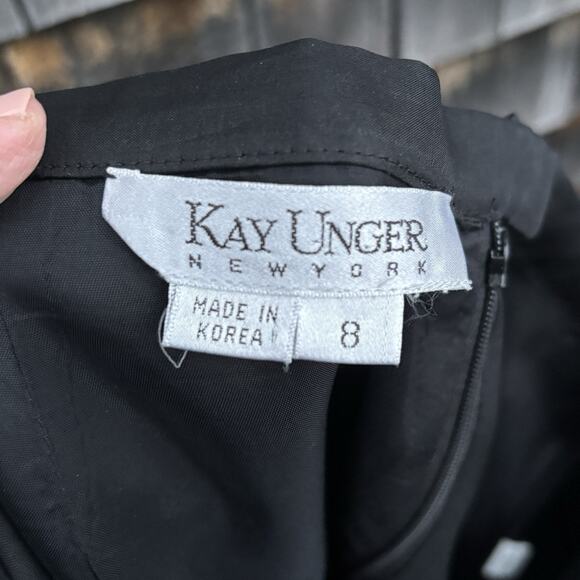 KAY UNGER
NEW YORK
MADE IN
KOREA
8